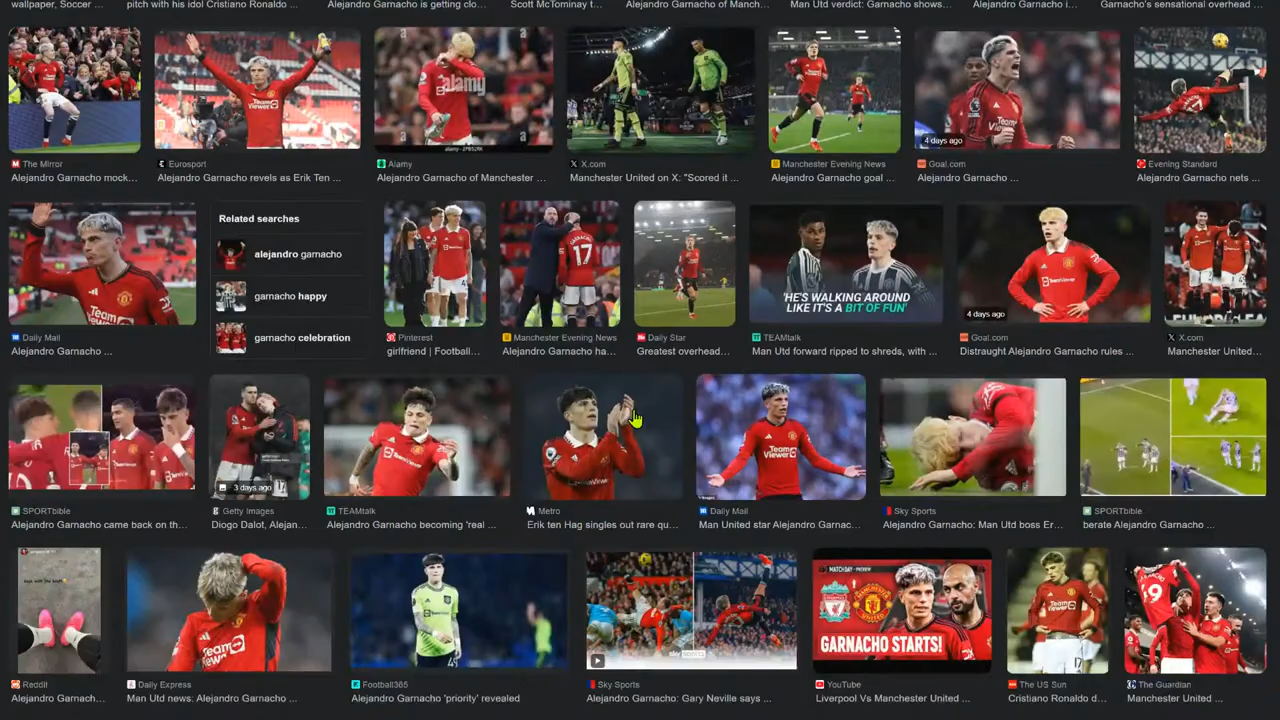 wallpaper, Soccer ...
pitch with his idol Cristiano Ronaldo ...
Alejandro Garnacho is getting clo...
Scott McTominay t...
Alejandro Garnacho of Manch...
Man Utd verdict: Garnacho shows...
Alejandro Garnacho i...
Garnacho's sensational overhead ...
alamy
4 days ago
The Mirror
Alejandro Garnacho mock...
Eurosport
Alejandro Garnacho revels as Erik Ten ...
Alamy
Alejandro Garnacho of Manchester ...
X.com
Manchester United on X: "Scored it ...
Manchester Evening News
Alejandro Garnacho goal ...
Goal.com
Alejandro Garnacho ...
Evening Standard
Alejandro Garnacho nets ...
Related searches
alejandro garnacho
garnacho happy
garnacho celebration
GARNACHO
17
'HE'S WALKING AROUND
LIKE IT'S A BIT OF FUN'
4 days ago
Daily Mail
Alejandro Garnacho ...
Pinterest
girlfriend | Football...
Manchester Evening News
Alejandro Garnacho ha...
Daily Star
Greatest overhead...
TEAMtalk
Man Utd forward ripped to shreds, with ...
Goal.com
Distraught Alejandro Garnacho rules ...
X.com
Manchester United...
Team
Viewer
3 days ago
SPORTbible
Alejandro Garnacho came back on th...
Getty Images
Diogo Dalot, Alejan...
TEAMtalk
Alejandro Garnacho becoming 'real ...
Metro
Erik ten Hag singles out rare qu...
Daily Mail
Man United star Alejandro Garnac...
Sky Sports
Alejandro Garnacho: Man Utd boss Er...
SPORTbible
berate Alejandro Garnacho ...
MATCHDAY - PREVIEW
GARNACHO STARTS!
sky sports
Reddit
Alejandro Garnach...
Daily Express
Man Utd news: Alejandro Garnacho ...
Football365
Alejandro Garnacho 'priority' revealed
Sky Sports
Alejandro Garnacho: Gary Neville says ...
YouTube
Liverpool Vs Manchester United ...
The US Sun
Cristiano Ronaldo d...
The Guardian
Manchester United ...